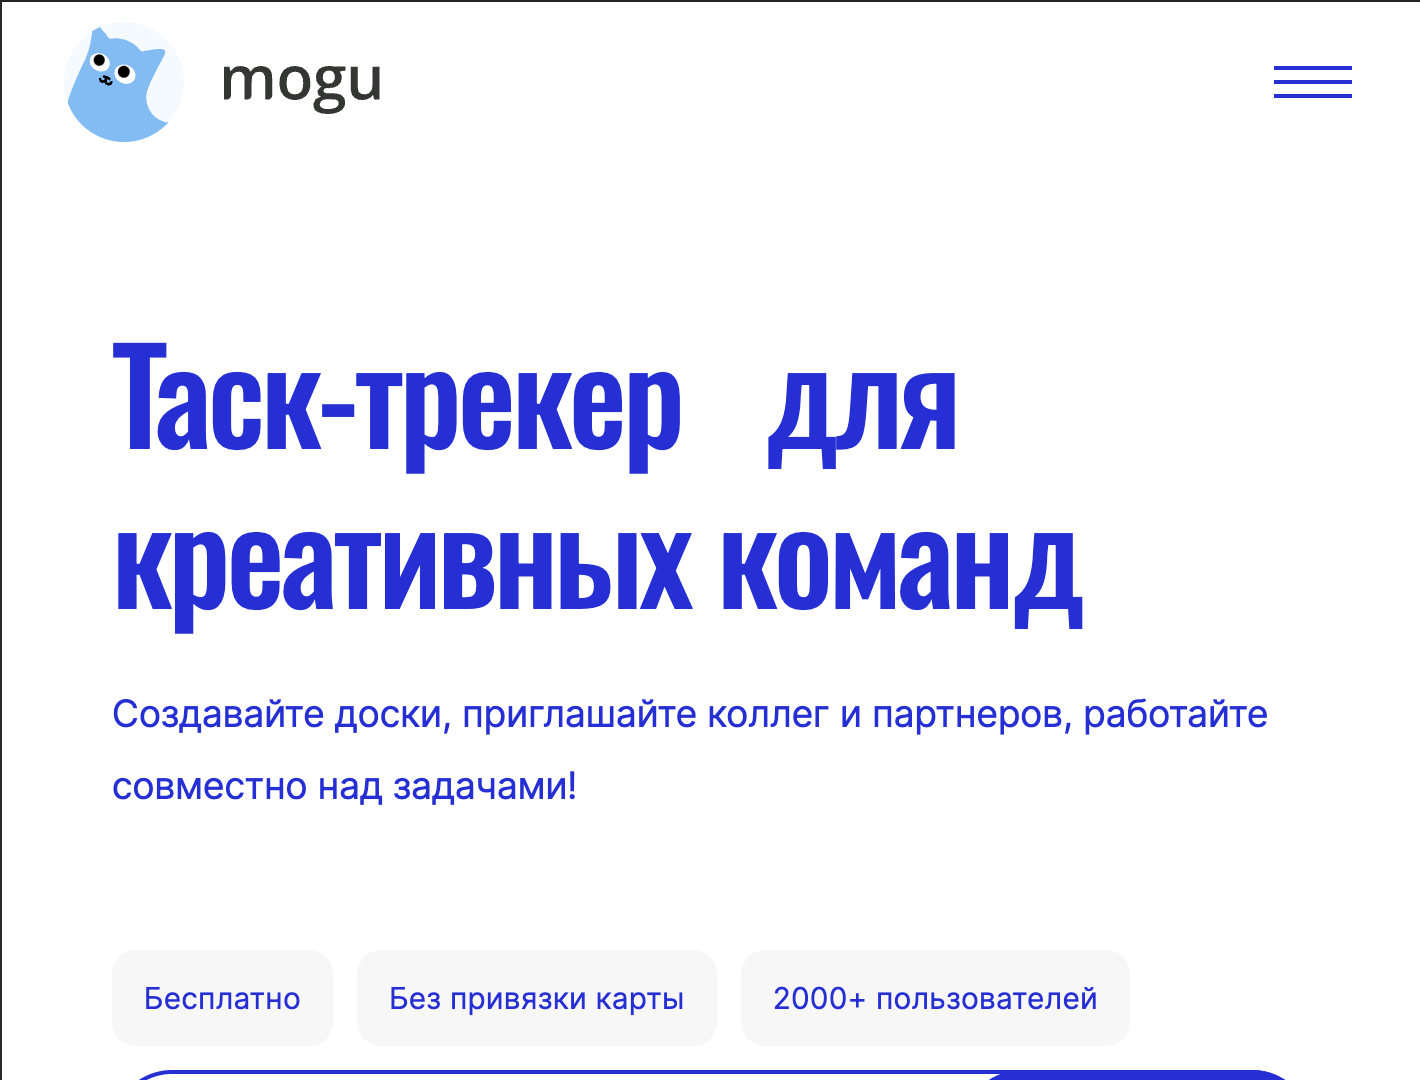 mogu
Таск-трекер для
креативных команд
Создавайте доски, приглашайте коллег и партнеров, работайте
совместно над задачами!
Бесплатно
Без привязки карты
2000+ пользователей